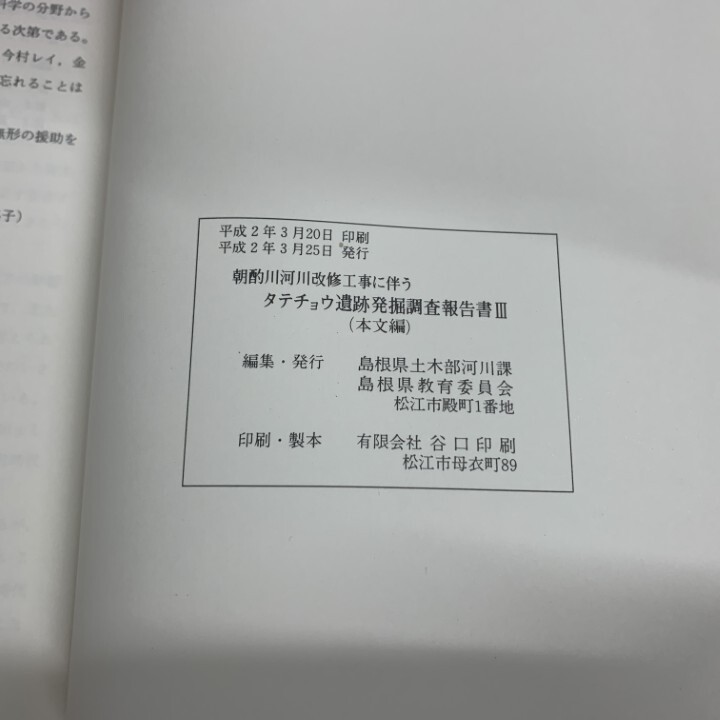 科学の分野から
る次第である。
今村レイ，金
忘れることは
無形の援助を
子）
平成2年3月20日 印刷
平成2年3月25日 発行
朝酌川河川改修工事に伴う
タテチョウ遺跡発掘調査報告書Ⅲ
（本文編）
編集・発行 島根県土木部河川課
島根県教育委員会
松江市殿町1番地
印刷・製本 有限会社 谷口印刷
松江市母衣町89